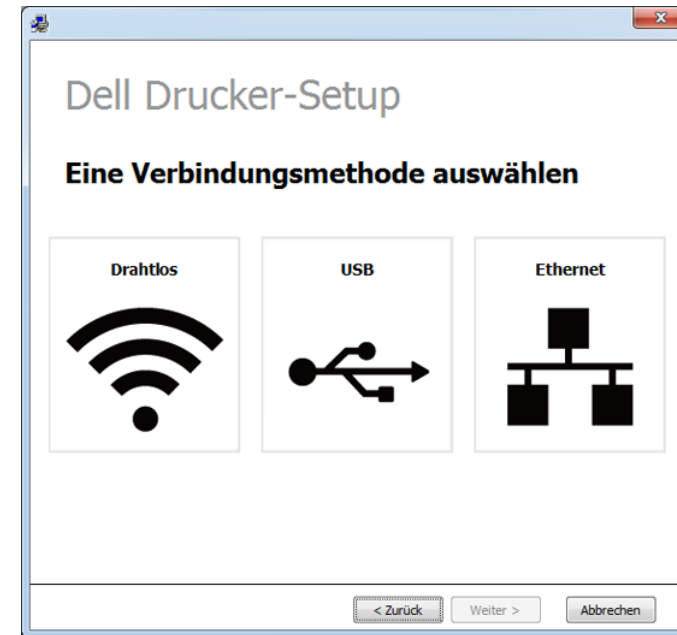 Dell Drucker-Setup
Eine Verbindungsmethode auswählen
Drahtlos
USB
Ethernet
< Zurück
Weiter >
Abbrechen